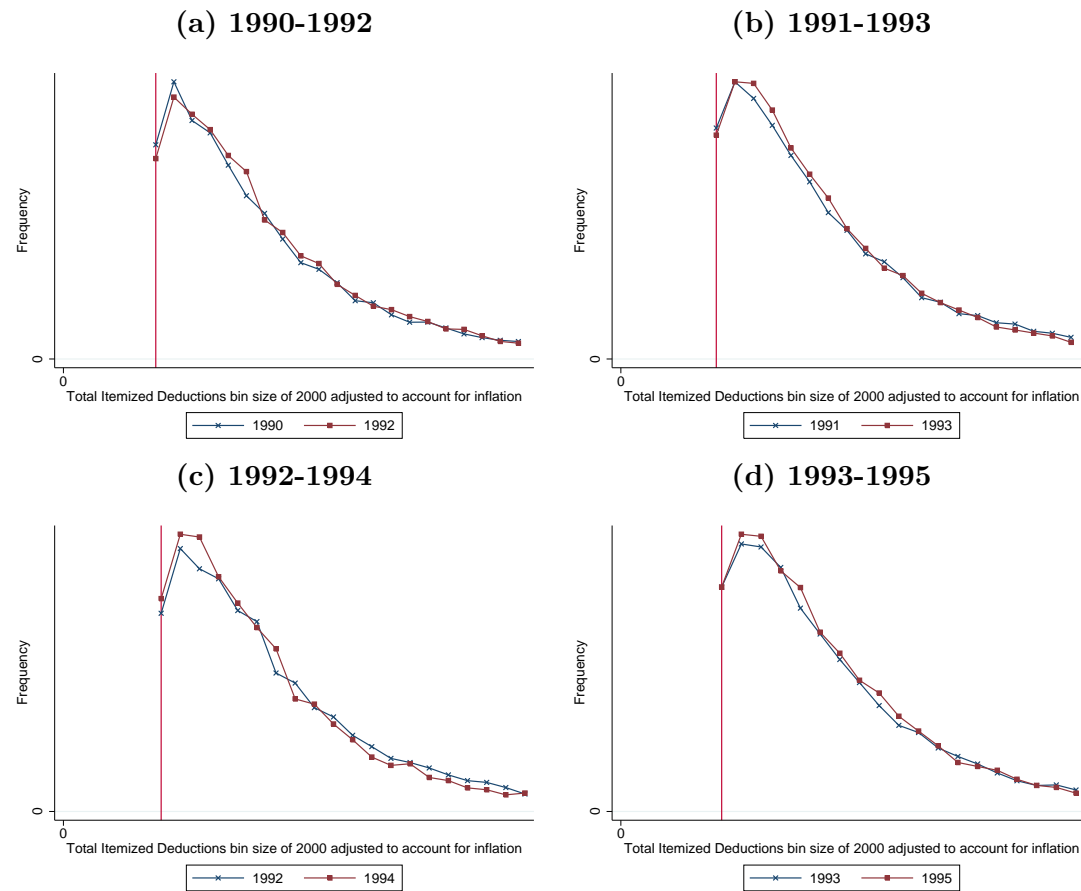 (a) 1990-1992
Frequency
0
0
Total Itemized Deductions bin size of 2000 adjusted to account for inflation
1990 1992
(b) 1991-1993
Frequency
0
0
Total Itemized Deductions bin size of 2000 adjusted to account for inflation
1991 1993
(c) 1992-1994
Frequency
0
0
Total Itemized Deductions bin size of 2000 adjusted to account for inflation
1992 1994
(d) 1993-1995
Frequency
0
0
Total Itemized Deductions bin size of 2000 adjusted to account for inflation
1993 1995